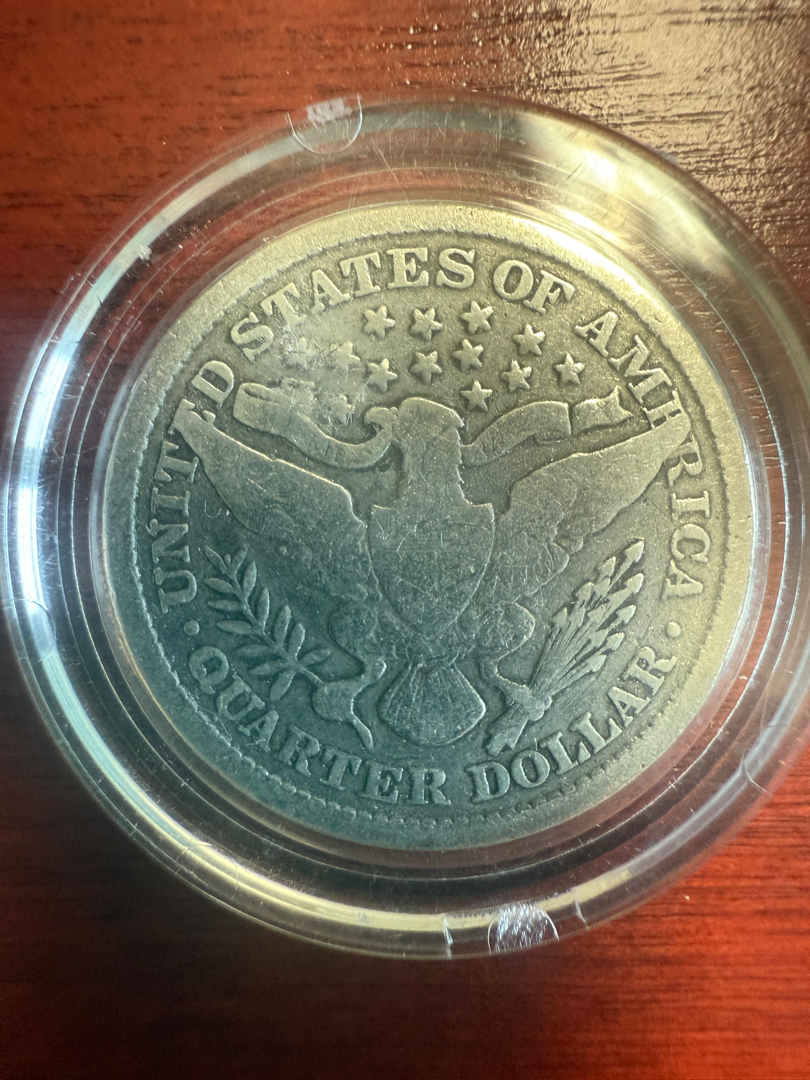 UNITED STATES OF AMERICA
· QUARTER DOLLAR ·